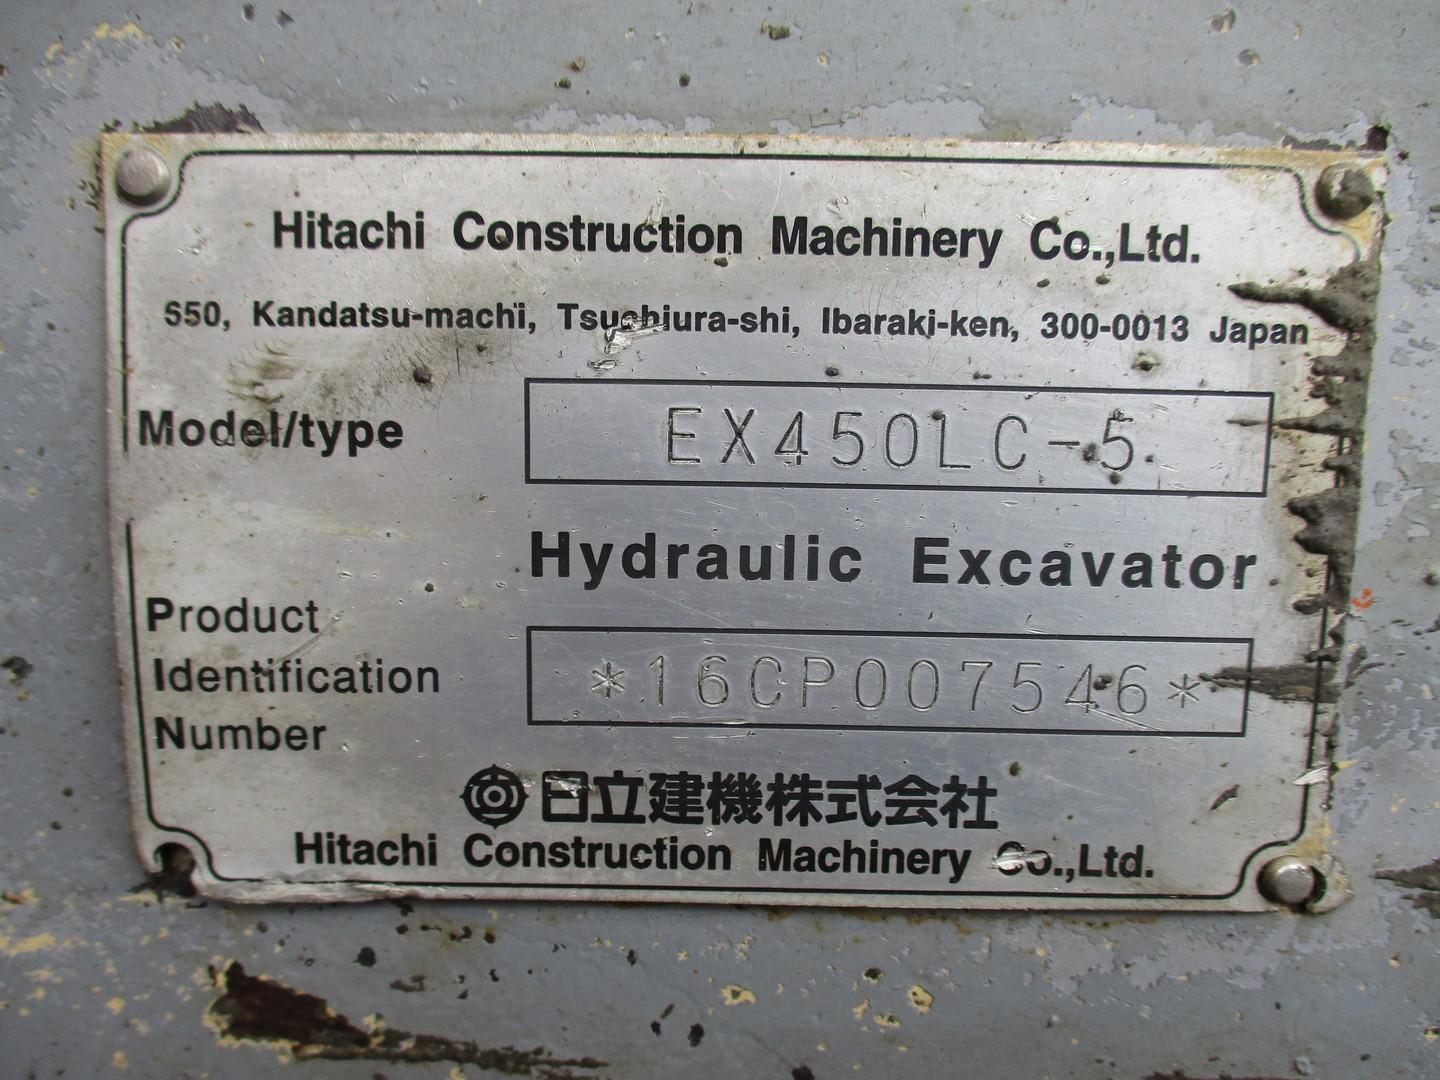 Hitachi Construction Machinery Co.,Ltd.
650, Kandatsu-machi, Tsuchiura-shi, Ibaraki-ken, 300-0013 Japan
Model/type EX450LC-5
Hydraulic Excavator
Product
Identification
Number
*16CP007546*
日立建機株式会社
Hitachi Construction Machinery Co.,Ltd.